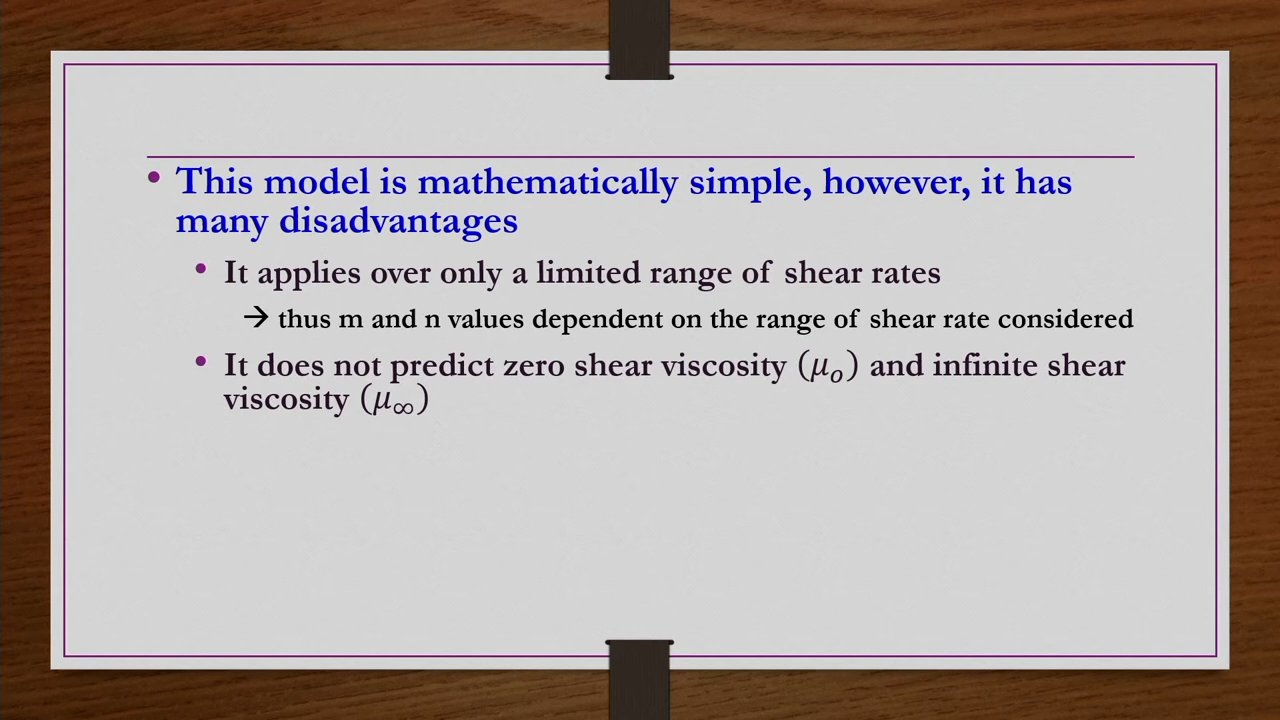 • This model is mathematically simple, however, it has
many disadvantages
• It applies over only a limited range of shear rates
→ thus m and n values dependent on the range of shear rate considered
• It does not predict zero shear viscosity (μₒ) and infinite shear
viscosity (μ∞)